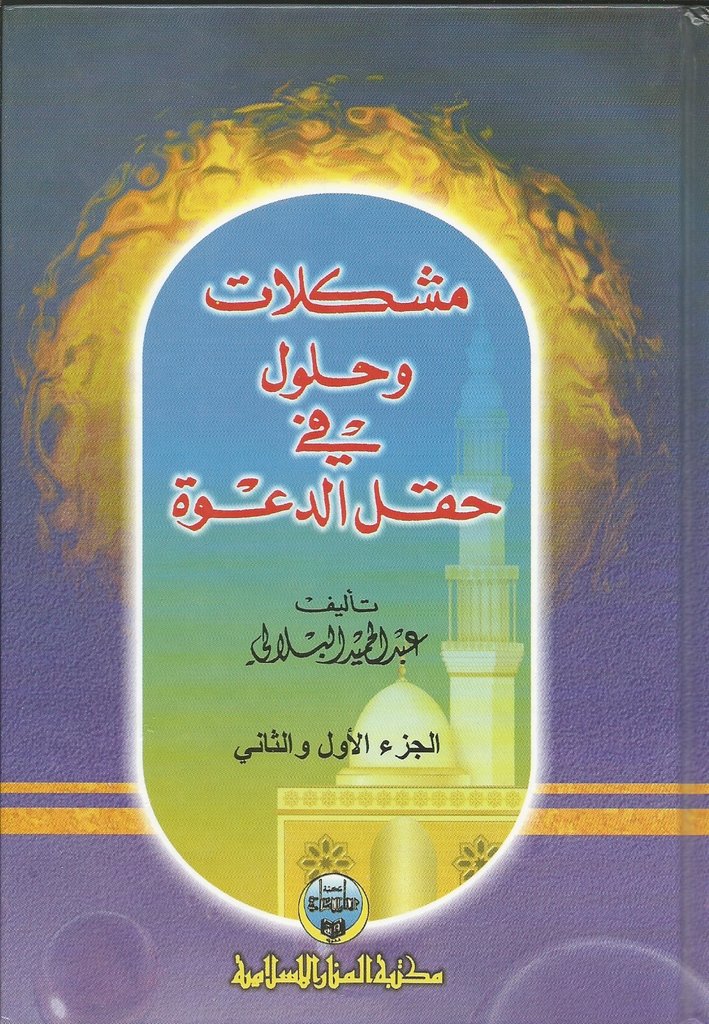 مشكلات
وحلول
في
حقل الدعوة
تأليف
عبد الحميد البلالي
الجزء الأول والثاني
مكتبة المنار الإسلامية